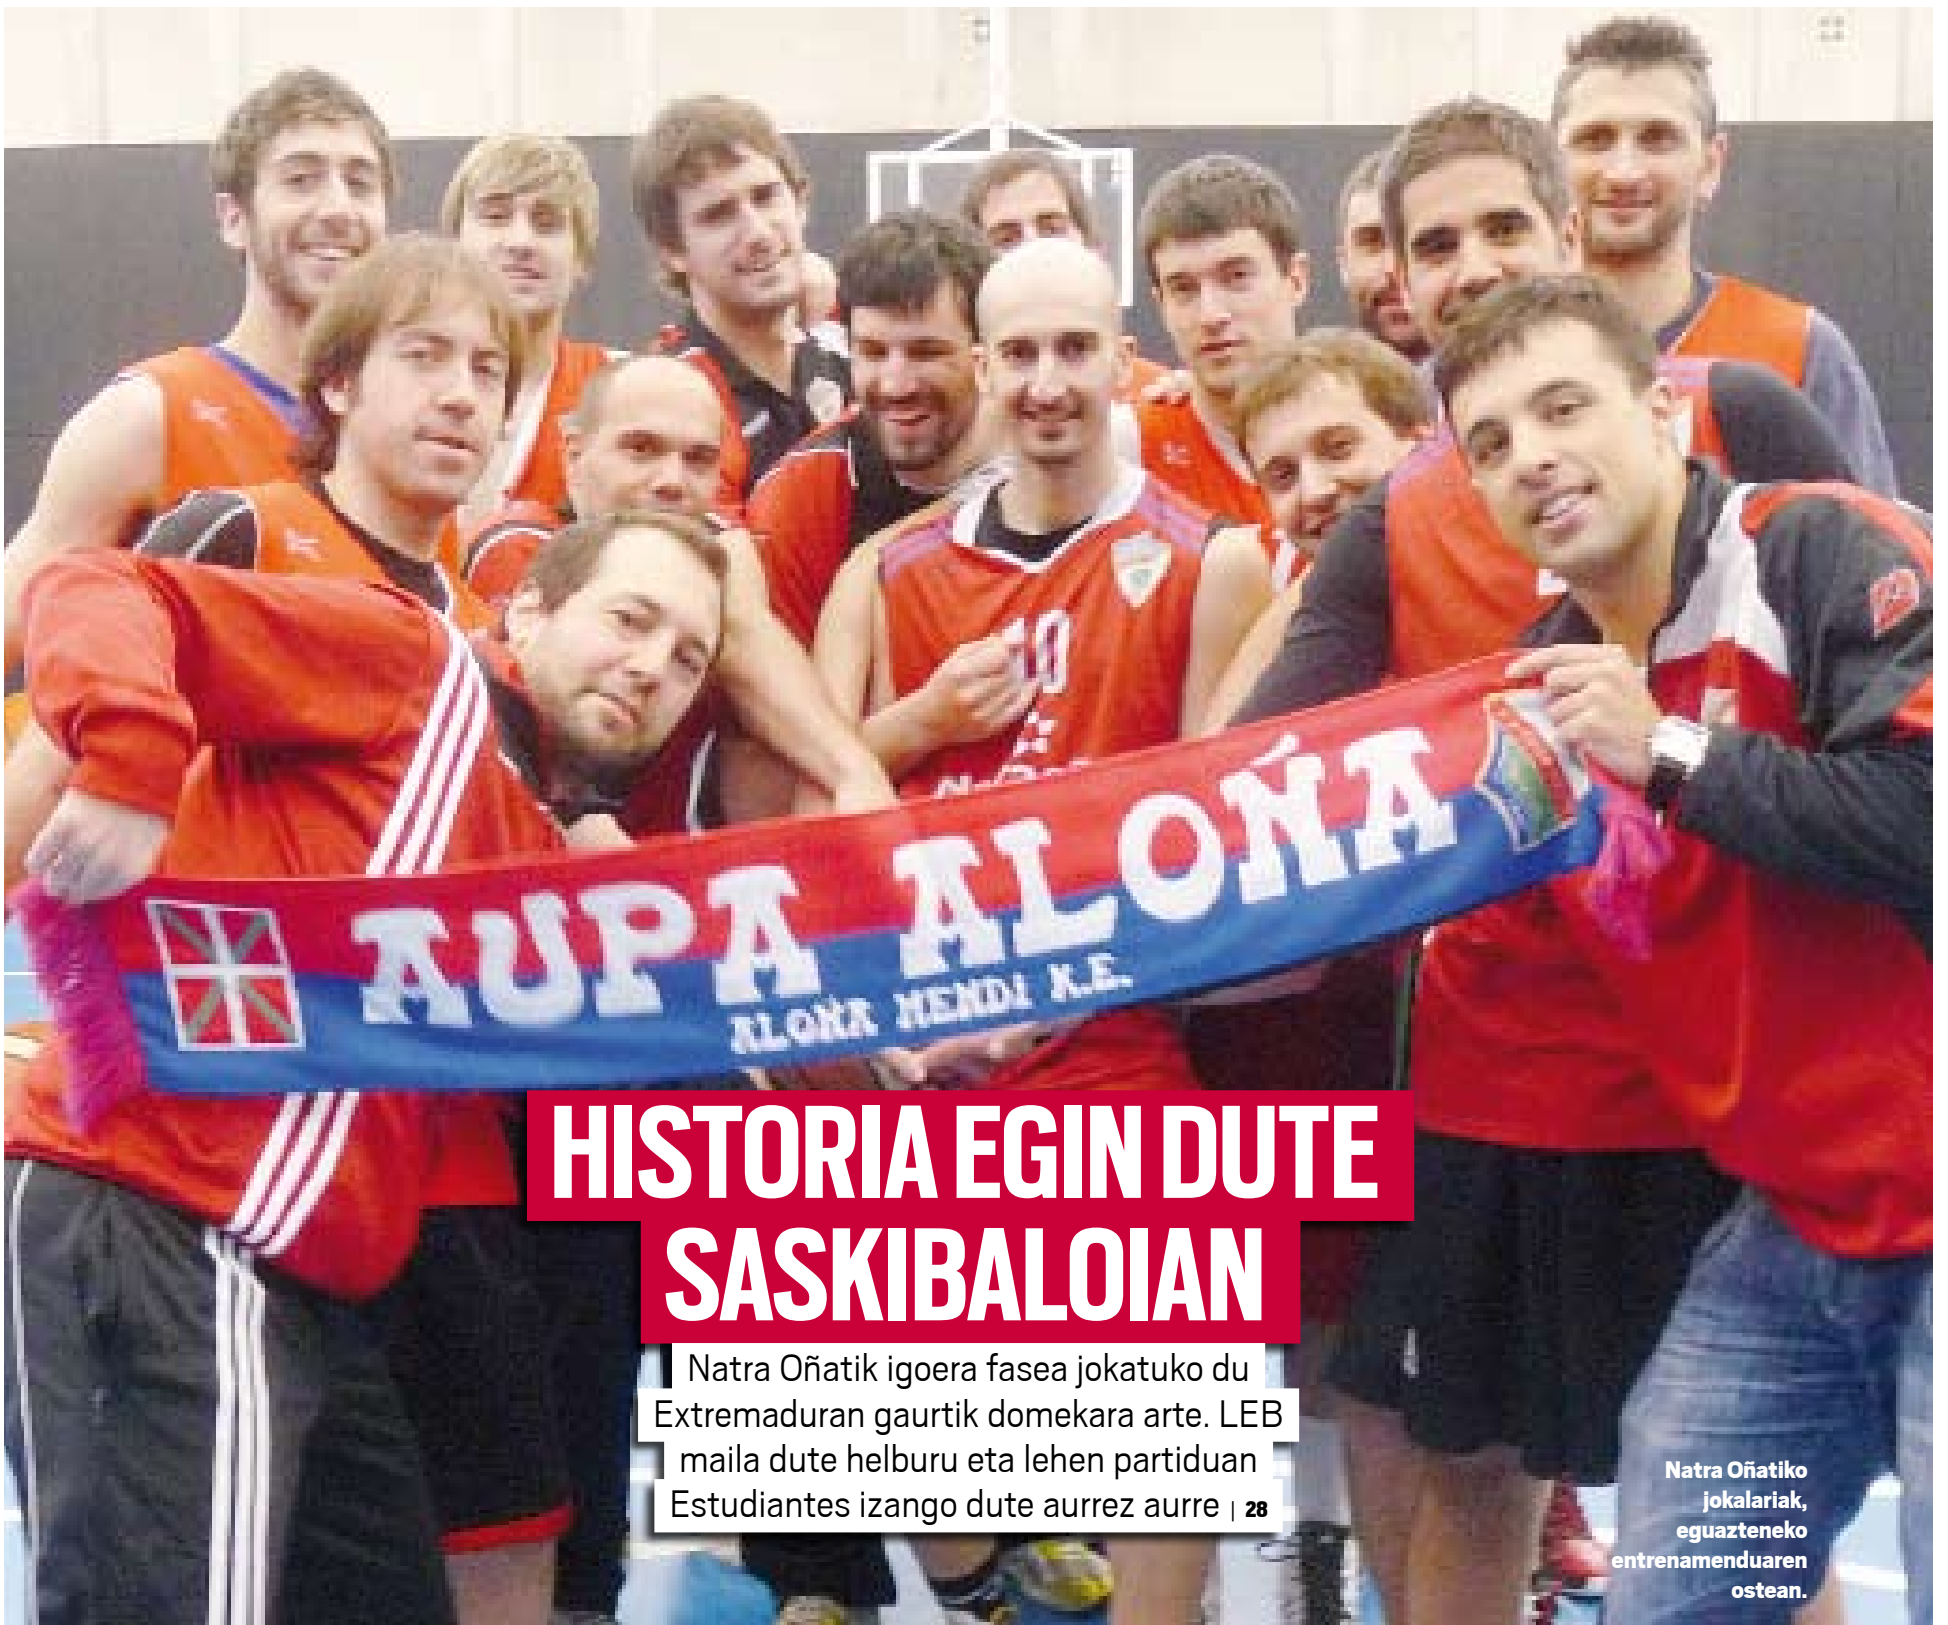 10
AUPA ALOÑA
ALOÑA MENDI K.E.
HISTORIA EGIN DUTE
SASKIBALOIAN
Natra Oñatik igoera fasea jokatuko du
Extremaduran gaurtik domekara arte. LEB
maila dute helburu eta lehen partiduan
Estudiantes izango dute aurrez aurre | 28
Natra Oñatiko
jokalariak,
eguazteneko
entrenamenduaren
ostean.